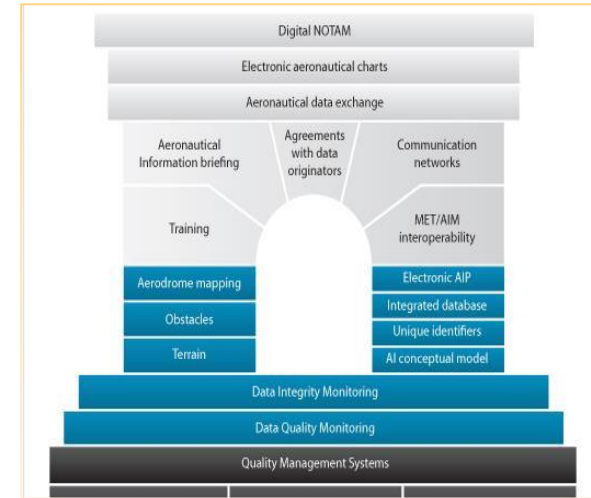 Digital NOTAM
Electronic aeronautical charts
Aeronautical data exchange
Aeronautical
Information briefing
Agreements
with data
originators
Communication
networks
Training
MET/AIM
interoperability
Aerodrome mapping
Obstacles
Terrain
Electronic AIP
Integrated database
Unique identifiers
AI conceptual model
Data Integrity Monitoring
Data Quality Monitoring
Quality Management Systems